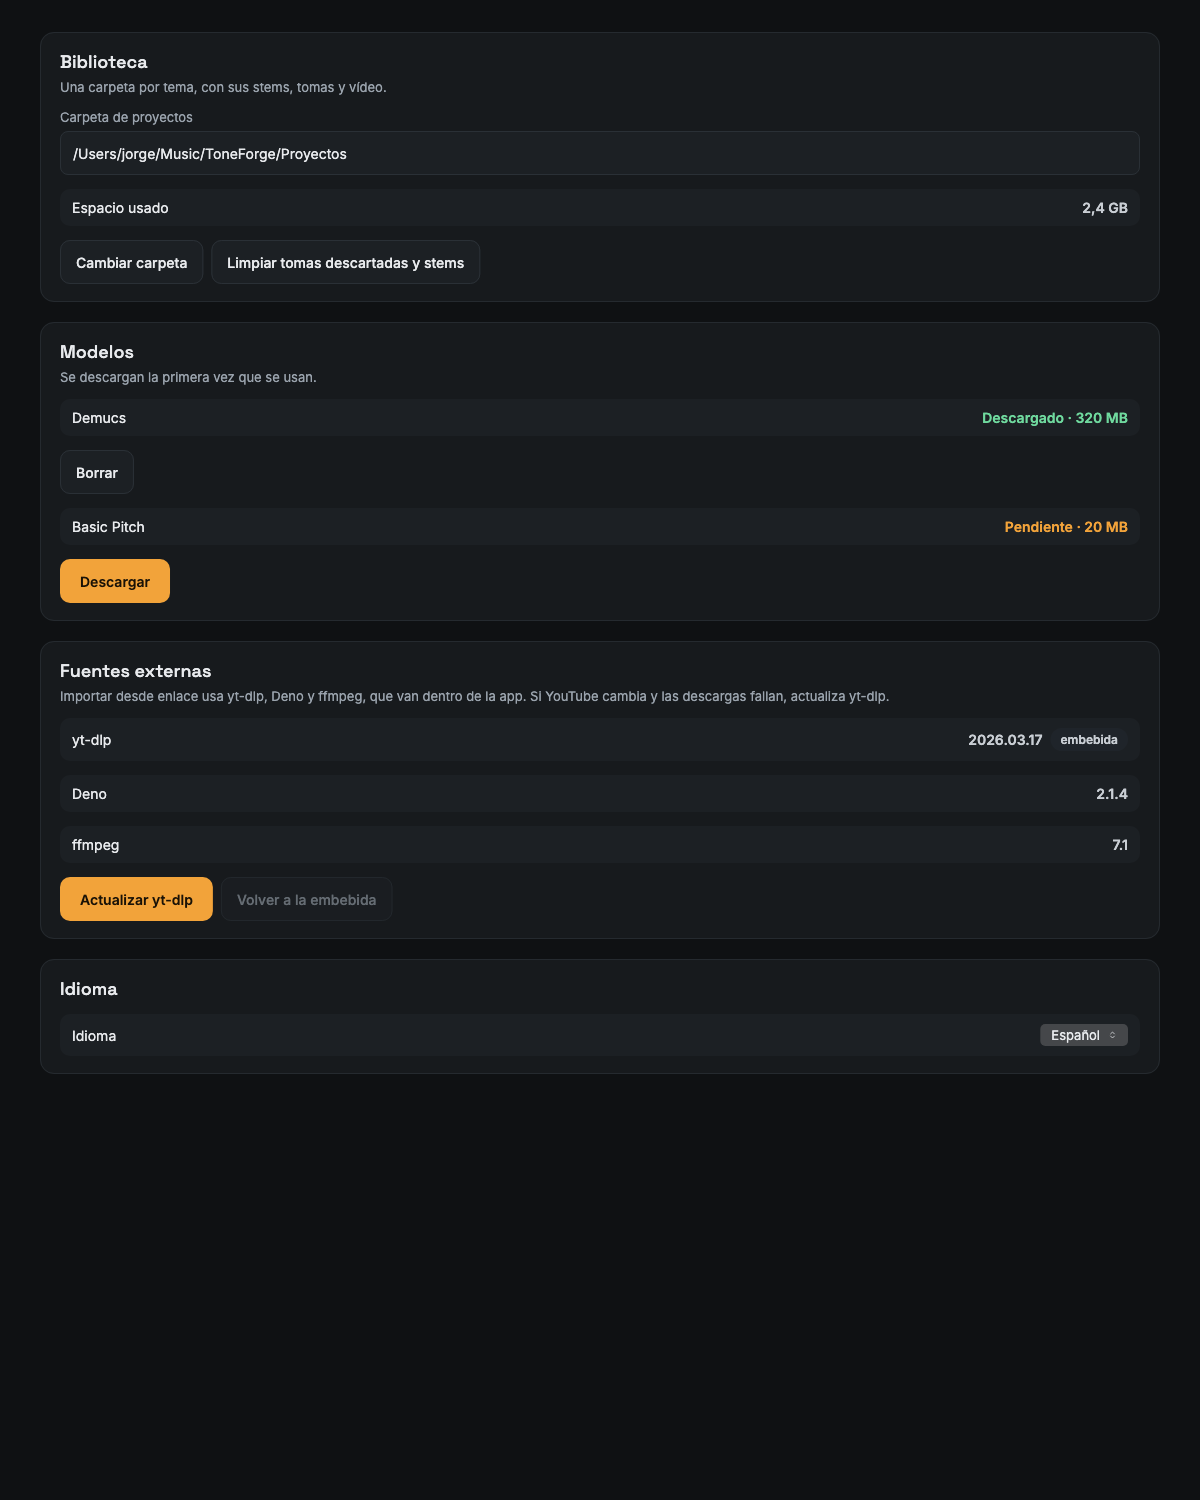 Biblioteca
Una carpeta por tema, con sus stems, tomas y vídeo.
Carpeta de proyectos
/Users/jorge/Music/ToneForge/Proyectos
Espacio usado 2,4 GB
Cambiar carpeta Limpiar tomas descartadas y stems
Modelos
Se descargan la primera vez que se usan.
Demucs Descargado · 320 MB
Borrar
Basic Pitch Pendiente · 20 MB
Descargar
Fuentes externas
Importar desde enlace usa yt-dlp, Deno y ffmpeg, que van dentro de la app. Si YouTube cambia y las descargas fallan, actualiza yt-dlp.
yt-dlp 2026.03.17 embebida
Deno 2.1.4
ffmpeg 7.1
Actualizar yt-dlp Volver a la embebida
Idioma
Idioma Español